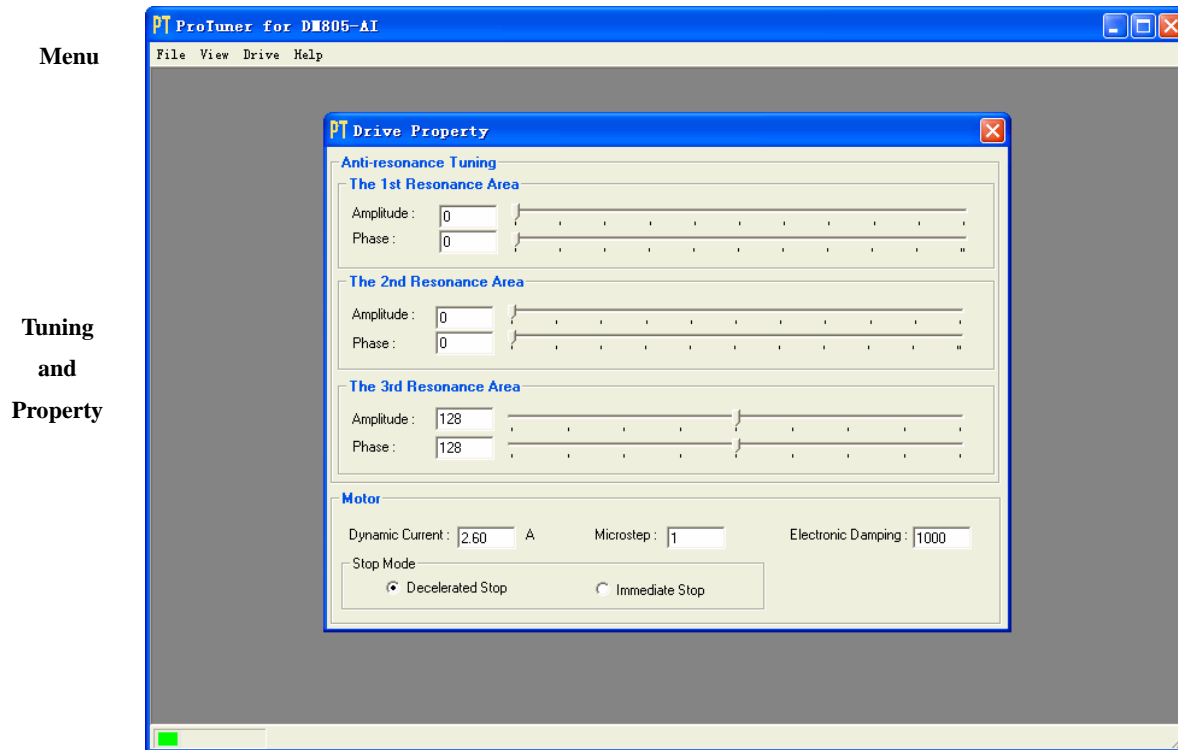 PT ProTuner for DM805-AI
Menu
File View Drive Help
PT Drive Property
Anti-resonance Tuning
The 1st Resonance Area
Amplitude : 0
Phase : 0
The 2nd Resonance Area
Amplitude : 0
Phase : 0
Tuning
and
Property
The 3rd Resonance Area
Amplitude : 128
Phase : 128
Motor
Dynamic Current : 2.60 A Microstep : 1 Electronic Damping : 1000
Stop Mode
Decelerated Stop Immediate Stop